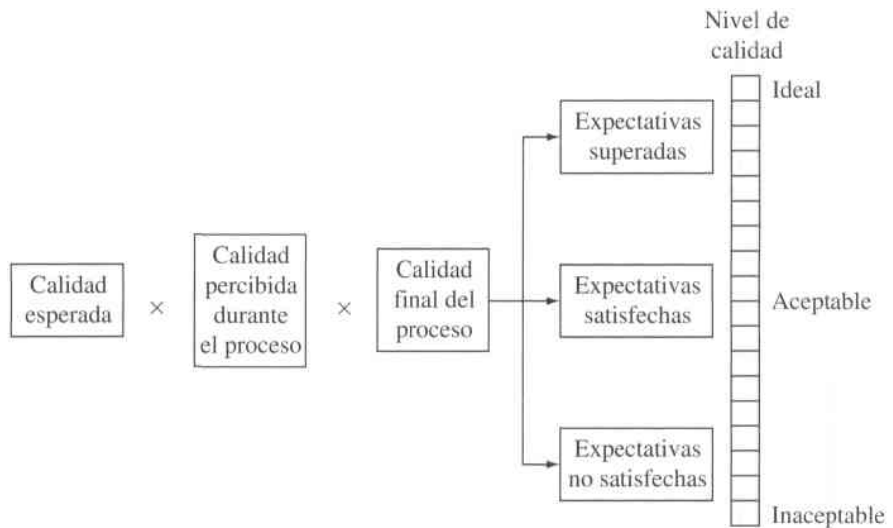 Nivel de
calidad
Ideal
Expectativas
superadas
Calidad
esperada
×
Calidad
percibida
durante
el proceso
×
Calidad
final del
proceso
Expectativas
satisfechas
Aceptable
Expectativas
no satisfechas
Inaceptable